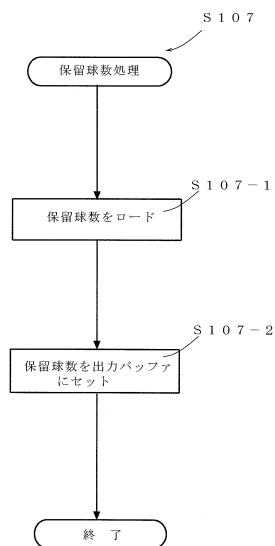 Ｓ１０７
保留球数処理
Ｓ１０７－１
保留球数をロード
Ｓ１０７－２
保留球数を出力バッファ
にセット
終　了